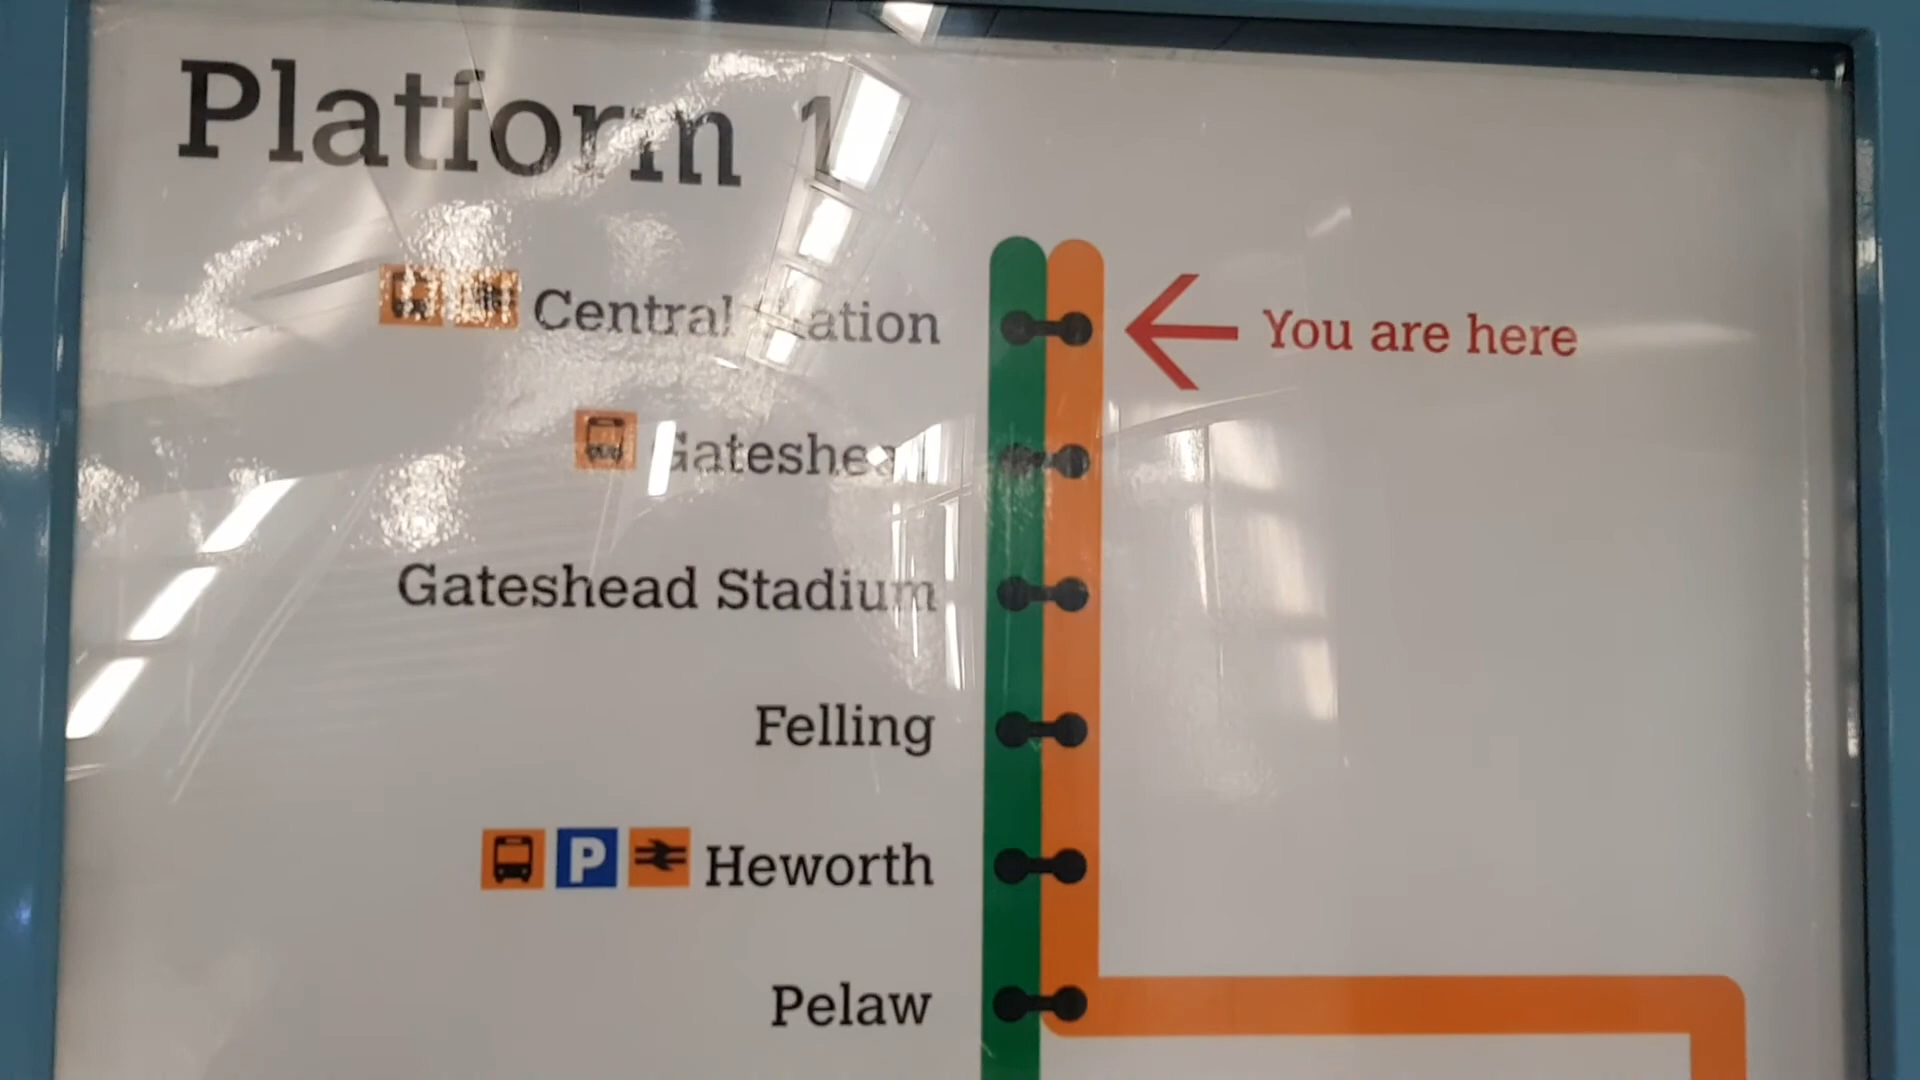 Platform 1
Central Station
You are here
Gateshead
Gateshead Stadium
Felling
P Heworth
Pelaw